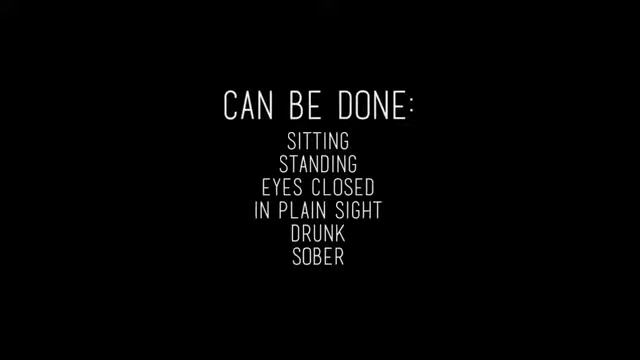 CAN BE DONE:
SITTING
STANDING
EYES CLOSED
IN PLAIN SIGHT
DRUNK
SOBER